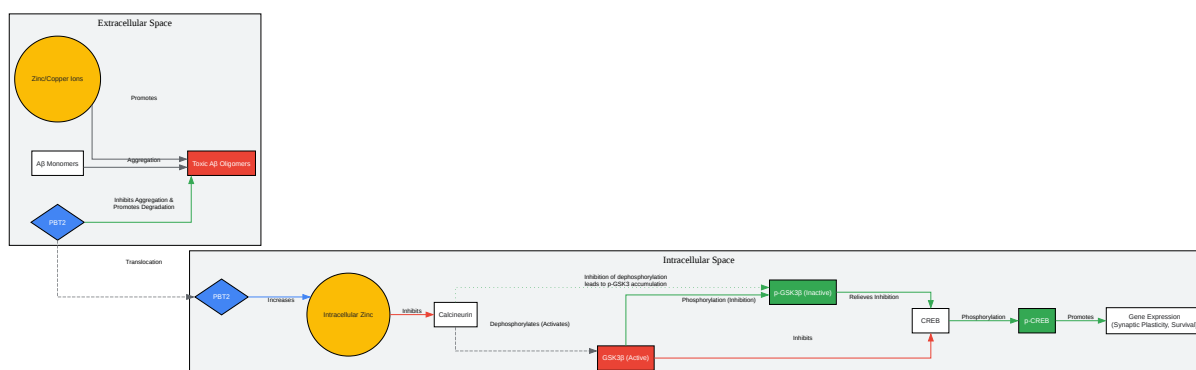 Extracellular Space
Zinc/Copper Ions
Promotes
Aβ Monomers
Aggregation
Toxic Aβ Oligomers
Inhibits Aggregation &
Promotes Degradation
PBT2
Translocation
Intracellular Space
PBT2
Increases
Intracellular Zinc
Inhibits
Calcineurin
Inhibition of dephosphorylation
leads to p-GSK3 accumulation
Dephosphorylates (Activates)
Phosphorylation (Inhibition)
p-GSK3β (Inactive)
Relieves Inhibition
GSK3β (Active)
Inhibits
CREB
Phosphorylation
p-CREB
Promotes
Gene Expression
(Synaptic Plasticity, Survival)